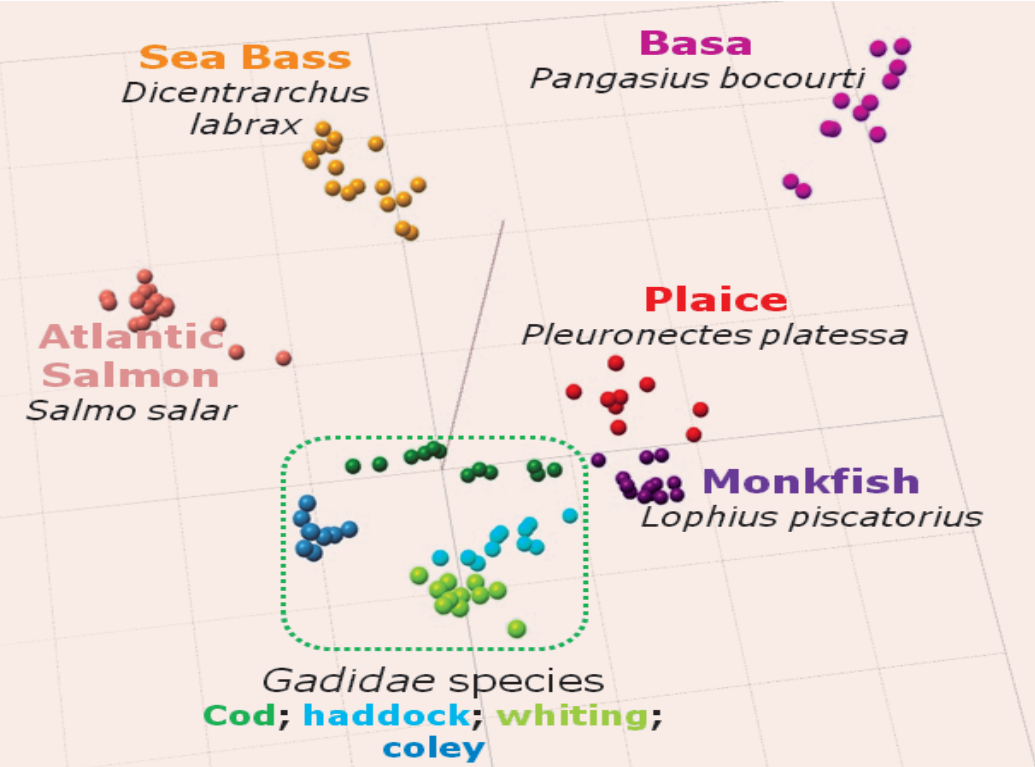 Sea Bass
Dicentrarchus
labrax
Basa
Pangasius bocourti
Plaice
Pleuronectes platessa
Atlantic
Salmon
Salmo salar
Monkfish
Lophius piscatorius
Gadidae species
Cod; haddock; whiting;
coley